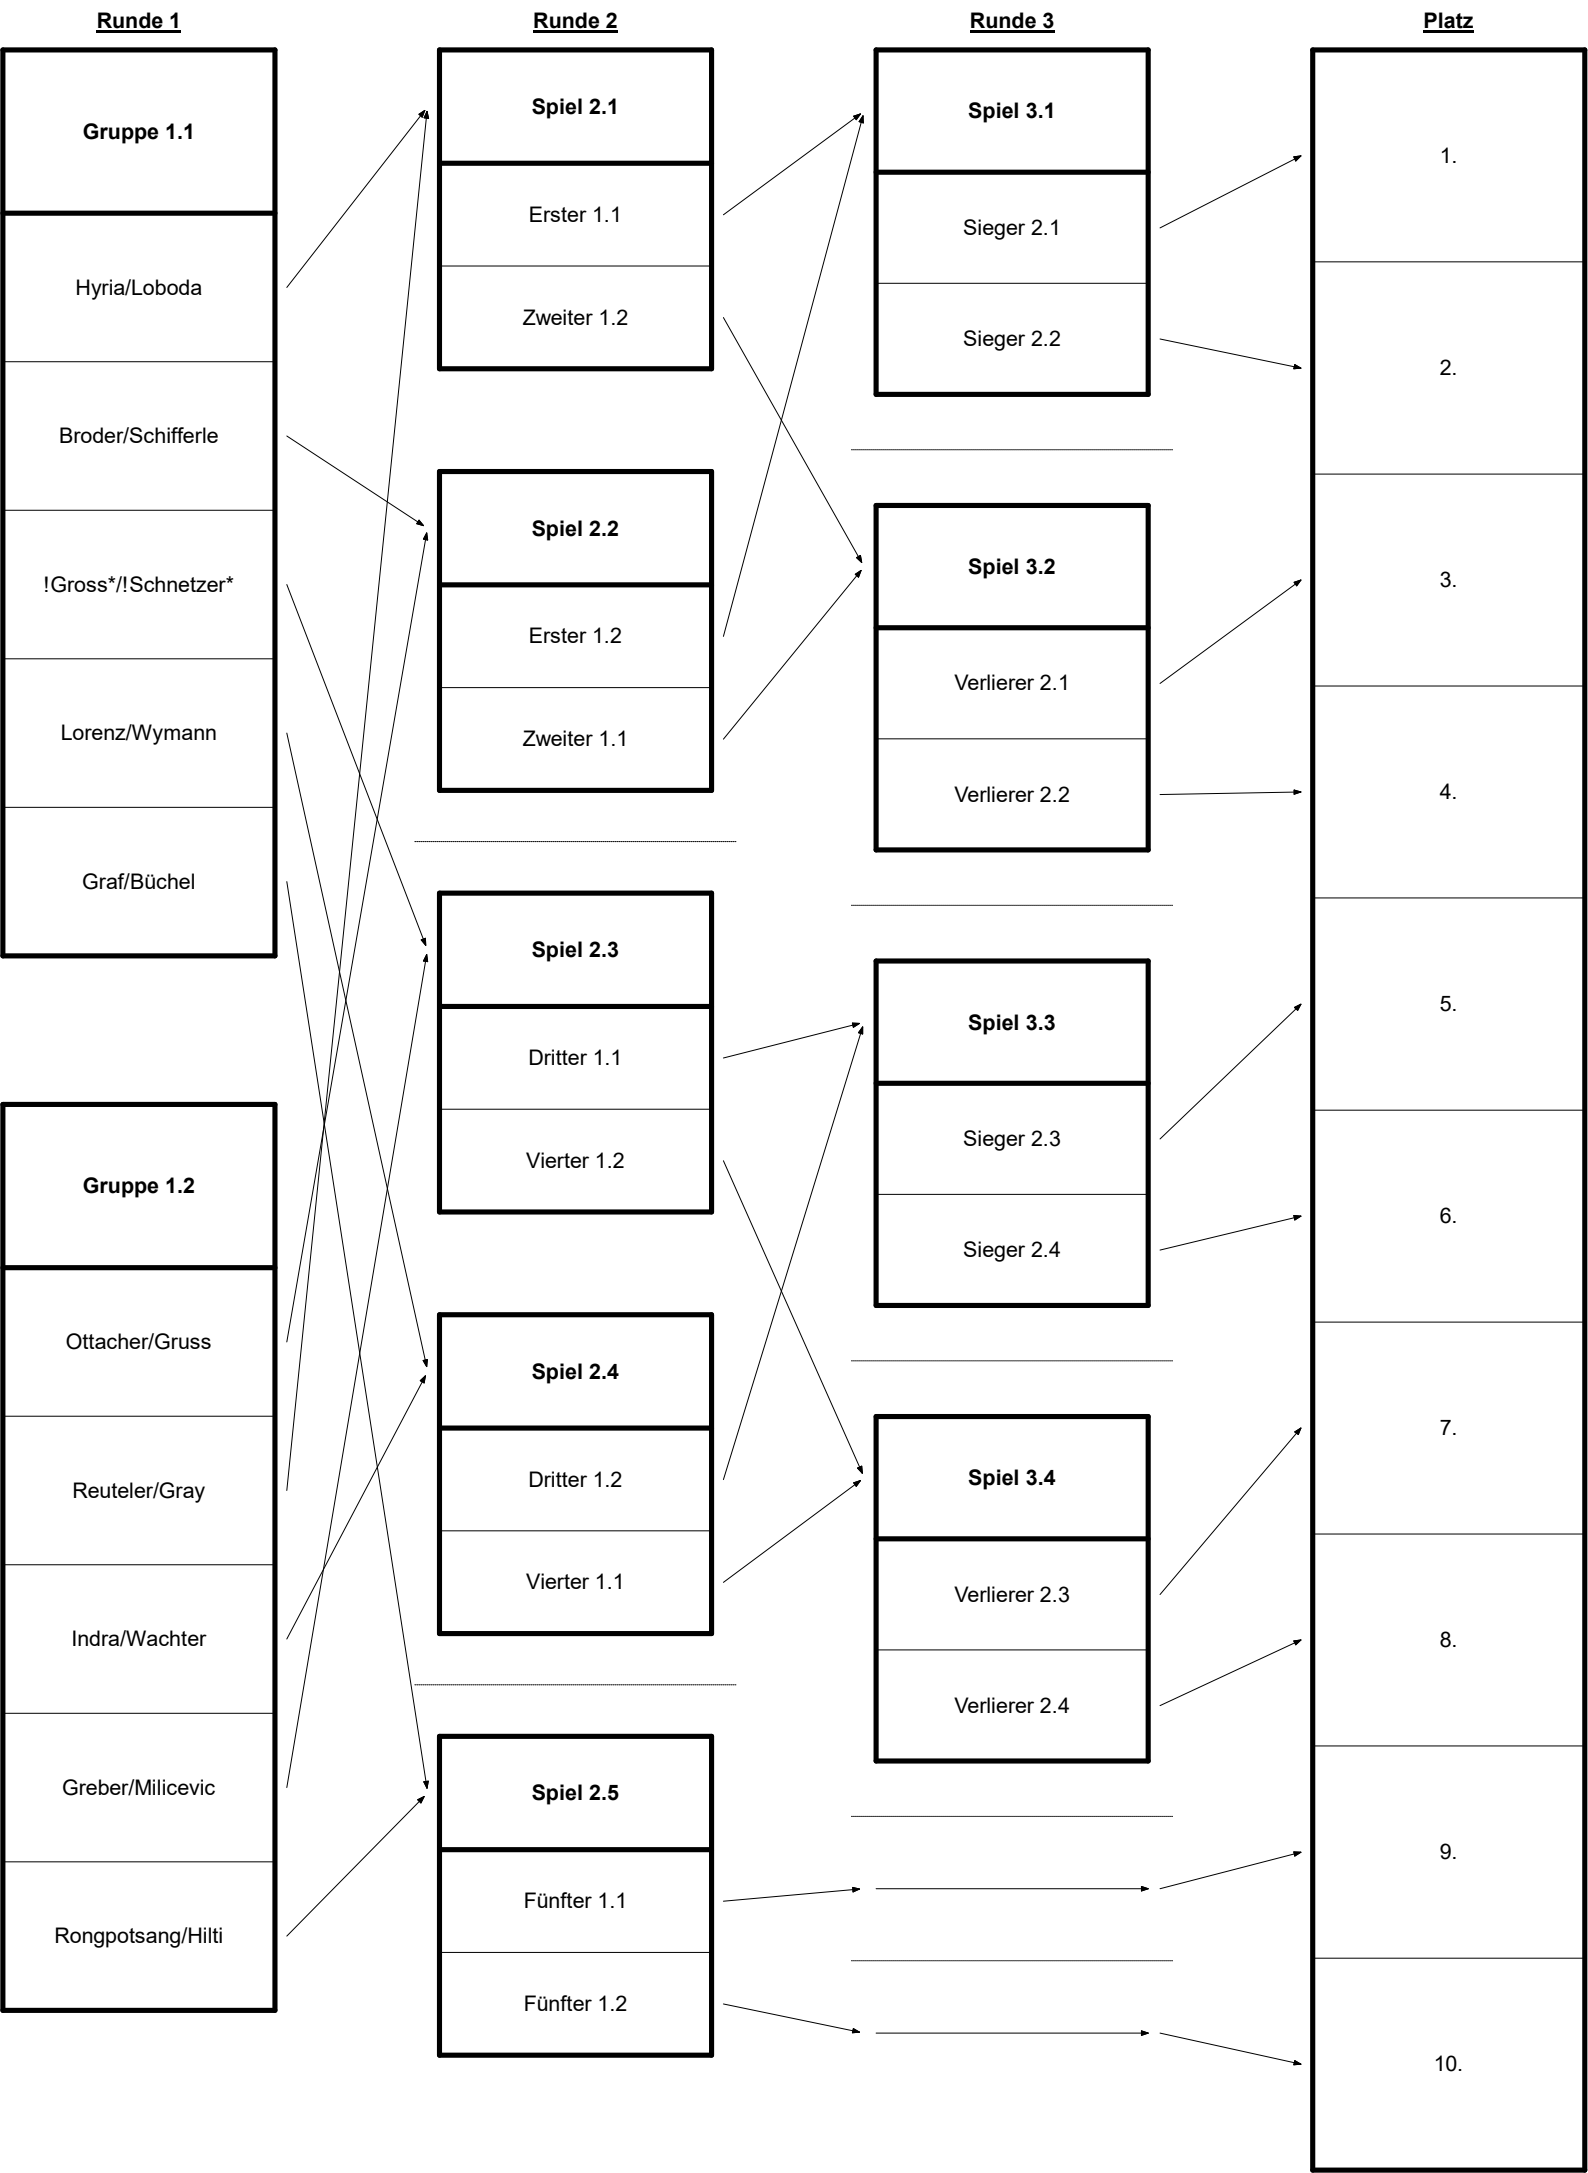 Runde 1
Gruppe 1.1
Hyria/Loboda
Broder/Schifferle
!Gross*/!Schnetzer*
Lorenz/Wymann
Graf/Büchel
Gruppe 1.2
Ottacher/Gruss
Reuteler/Gray
Indra/Wachter
Greber/Milicevic
Rongpotsang/Hilti
Runde 2
Spiel 2.1
Erster 1.1
Zweiter 1.2
Spiel 2.2
Erster 1.2
Zweiter 1.1
Spiel 2.3
Dritter 1.1
Vierter 1.2
Spiel 2.4
Dritter 1.2
Vierter 1.1
Spiel 2.5
Fünfter 1.1
Fünfter 1.2
Runde 3
Spiel 3.1
Sieger 2.1
Sieger 2.2
Spiel 3.2
Verlierer 2.1
Verlierer 2.2
Spiel 3.3
Sieger 2.3
Sieger 2.4
Spiel 3.4
Verlierer 2.3
Verlierer 2.4
Platz
1.
2.
3.
4.
5.
6.
7.
8.
9.
10.